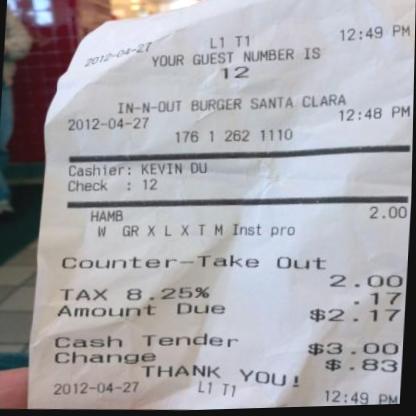 2012-04-27 L1 T1 12:49 PM
YOUR GUEST NUMBER IS
12
IN-N-OUT BURGER SANTA CLARA
2012-04-27 12:48 PM
176 1 262 1110
Cashier: KEVIN DU
Check : 12
HAMB 2.00
W GR X L X T M Inst pro
Counter-Take Out
2.00
TAX 8.25% .17
Amount Due $2.17
Cash Tender $3.00
Change $.83
THANK YOU!
2012-04-27 L1 T1 12:49 PM